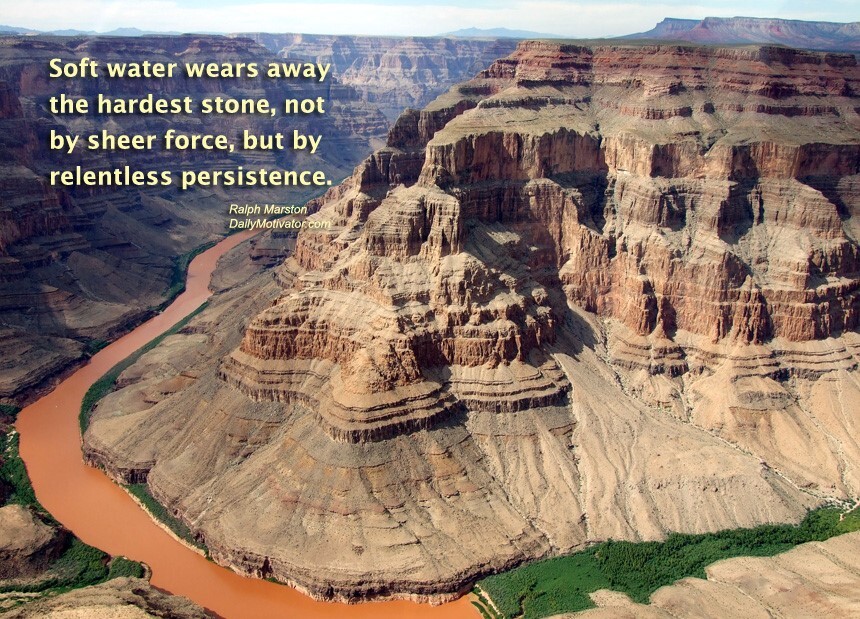 Soft water wears away
the hardest stone, not
by sheer force, but by
relentless persistence.
Ralph Marston
DailyMotivator.com